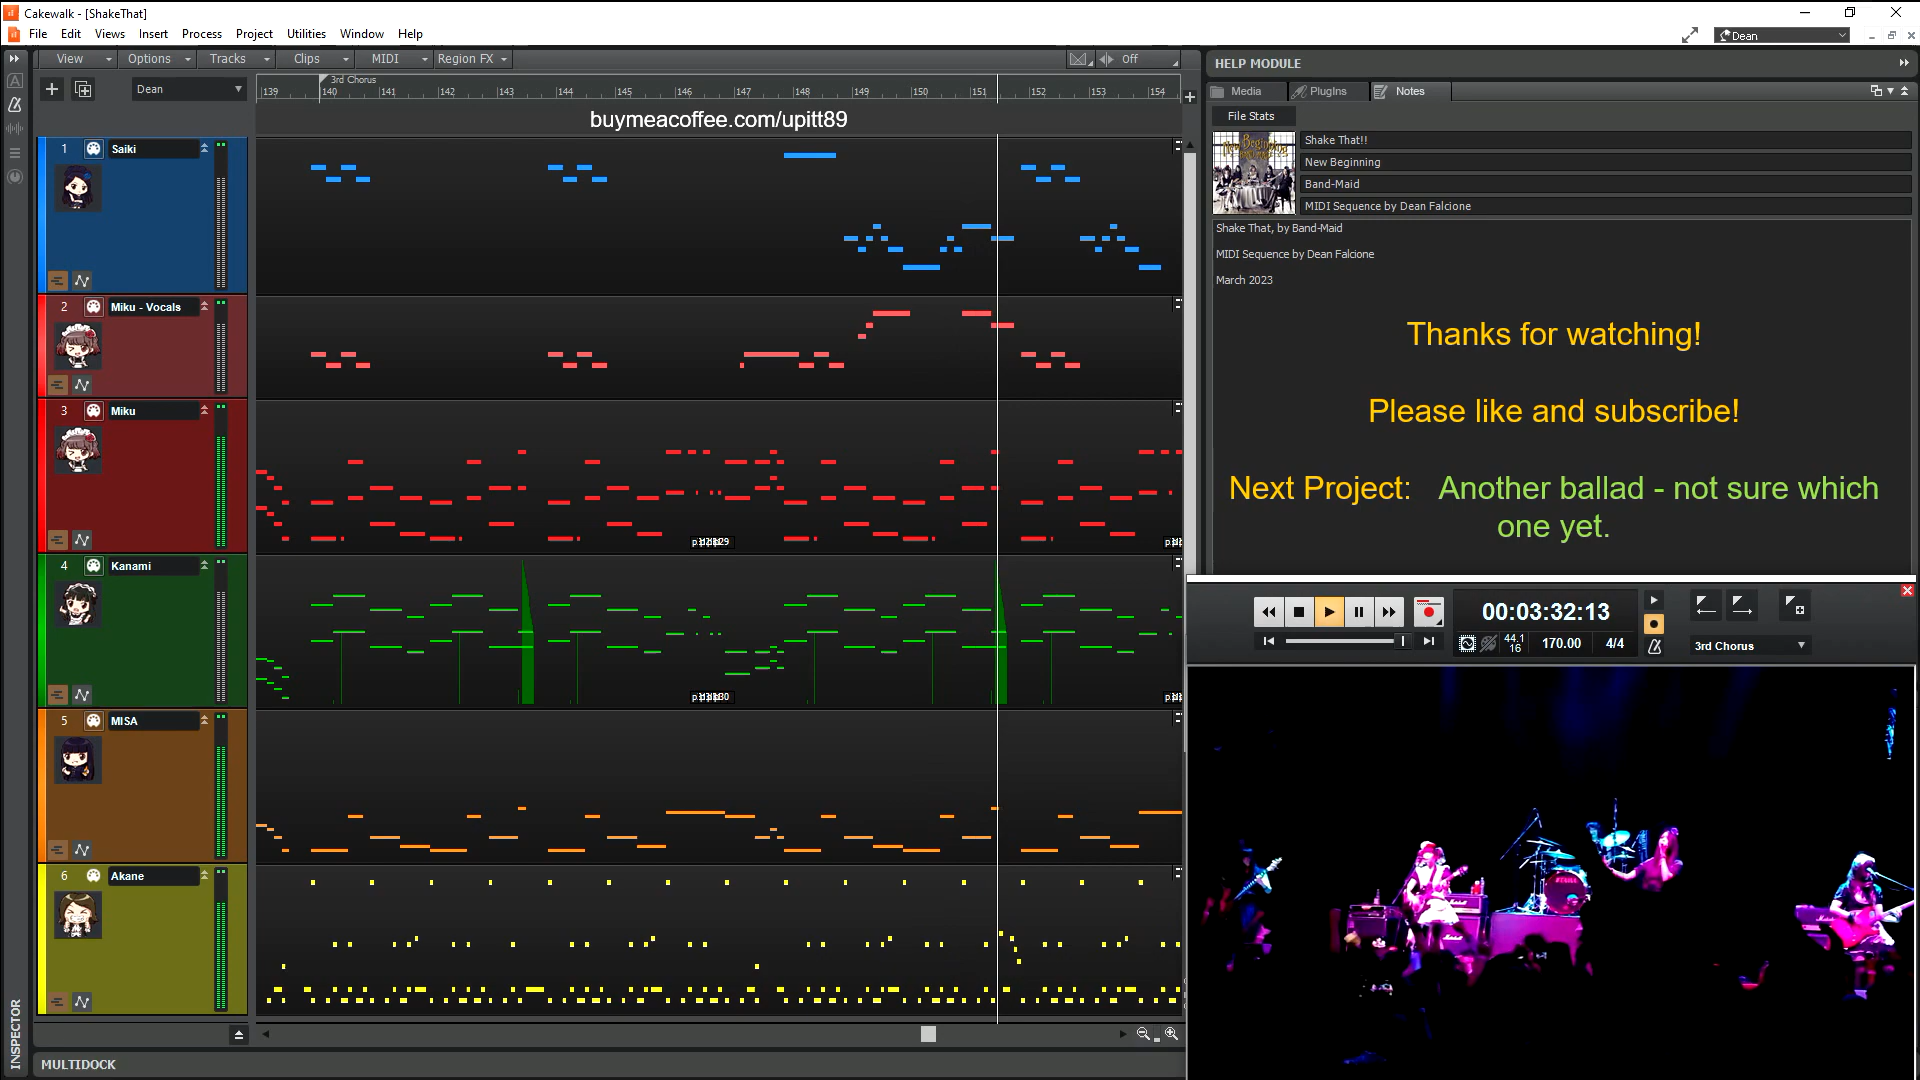 Cakewalk - [ShakeThat]
File Edit Views Insert Process Project Utilities Window Help
Dean
View Options Tracks Clips MIDI Region FX Off
HELP MODULE
Media PlugIns Notes
Dean
3rd Chorus
139 140 141 142 143 144 145 146 147 148 149 150 151 152 153 154
buymeacoffee.com/upitt89
File Stats
Shake That!!
New Beginning
Band-Maid
MIDI Sequence by Dean Falcione
Shake That, by Band-Maid
MIDI Sequence by Dean Falcione
March 2023
Thanks for watching!
Please like and subscribe!
Next Project: Another ballad - not sure which
one yet.
1 Saiki
2 Miku - Vocals
3 Miku
4 Kanami
5 MISA
6 Akane
00:03:32:13
44.1
16
170.00
4/4
3rd Chorus
INSPECTOR
MULTIDOCK